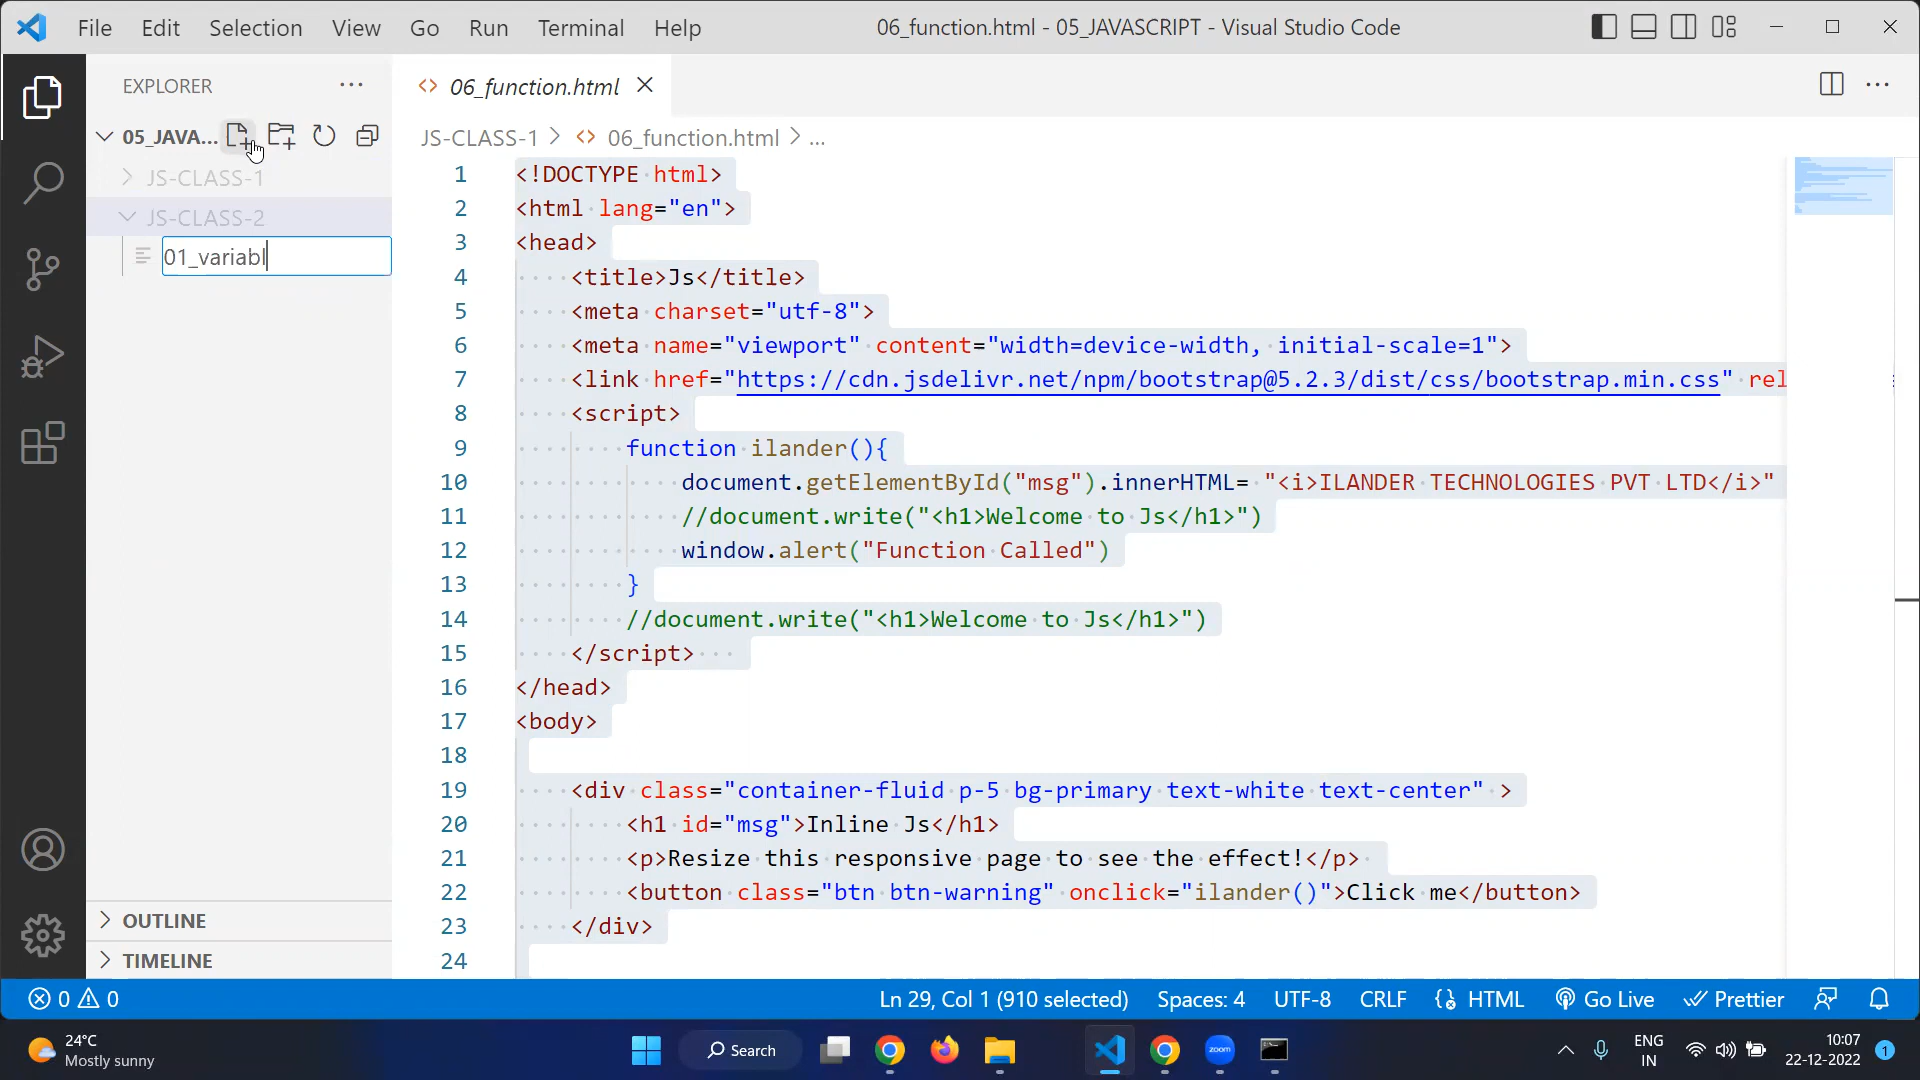 File Edit Selection View Go Run Terminal Help
06_function.html - 05_JAVASCRIPT - Visual Studio Code
EXPLORER
05_JAVA...
JS-CLASS-1
JS-CLASS-2
01_variabl
OUTLINE
TIMELINE
06_function.html
JS-CLASS-1 > <> 06_function.html > ...
1 <!DOCTYPE html>
2 <html lang="en">
3 <head>
4 <title>Js</title>
5 <meta charset="utf-8">
6 <meta name="viewport" content="width=device-width, initial-scale=1">
7 <link href="https://cdn.jsdelivr.net/npm/bootstrap@5.2.3/dist/css/bootstrap.min.css" rel
8 <script>
9 function ilander(){
10 document.getElementById("msg").innerHTML= "<i>ILANDER TECHNOLOGIES PVT LTD</i>"
11 //document.write("<h1>Welcome to Js</h1>")
12 window.alert("Function Called")
13 }
14 //document.write("<h1>Welcome to Js</h1>")
15 </script>
16 </head>
17 <body>
18
19 <div class="container-fluid p-5 bg-primary text-white text-center" >
20 <h1 id="msg">Inline Js</h1>
21 <p>Resize this responsive page to see the effect!</p>
22 <button class="btn btn-warning" onclick="ilander()">Click me</button>
23 </div>
24
0 0
Ln 29, Col 1 (910 selected) Spaces: 4 UTF-8 CRLF HTML Go Live Prettier
24°C
Mostly sunny
Search
zoom
ENG
IN
10:07
22-12-2022
1